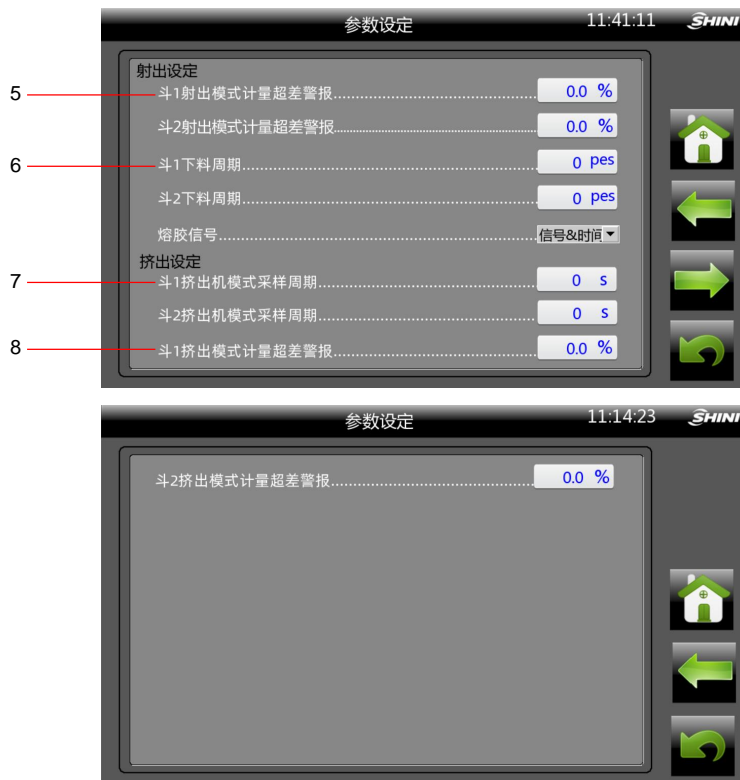 参数设定 11:41:11 SHINI
射出设定
5 斗1射出模式计量超差警报 0.0 %
斗2射出模式计量超差警报 0.0 %
6 斗1下料周期 0 pes
斗2下料周期 0 pes
熔胶信号 信号&时间
挤出设定
7 斗1挤出机模式采样周期 0 s
斗2挤出机模式采样周期 0 s
8 斗1挤出模式计量超差警报 0.0 %
参数设定 11:14:23 SHINI
斗2挤出模式计量超差警报 0.0 %